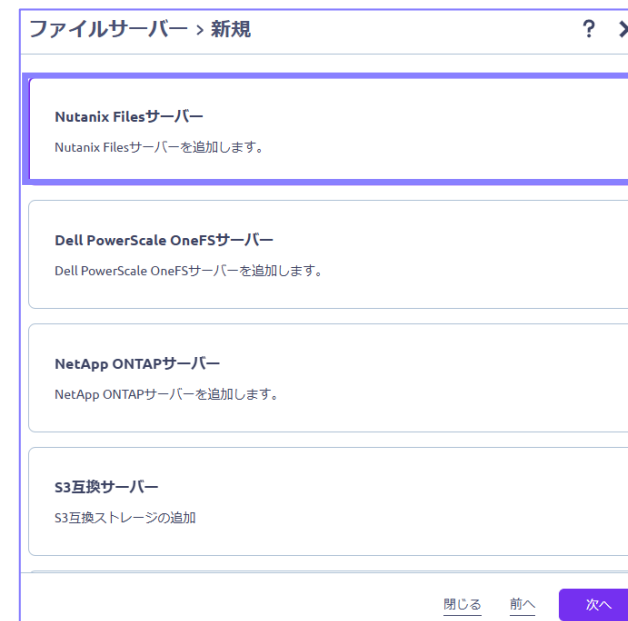 ファイルサーバー > 新規
?
Nutanix Filesサーバー
Nutanix Filesサーバーを追加します。
Dell PowerScale OneFSサーバー
Dell PowerScale OneFSサーバーを追加します。
NetApp ONTAPサーバー
NetApp ONTAPサーバーを追加します。
S3互換サーバー
S3互換ストレージの追加
閉じる 前へ 次へ